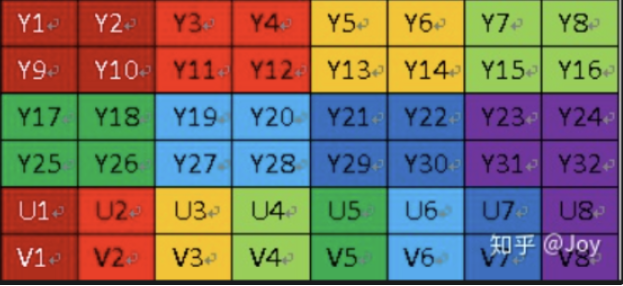 Y1 Y2 Y3 Y4 Y5 Y6 Y7 Y8
Y9 Y10 Y11 Y12 Y13 Y14 Y15 Y16
Y17 Y18 Y19 Y20 Y21 Y22 Y23 Y24
Y25 Y26 Y27 Y28 Y29 Y30 Y31 Y32
U1 U2 U3 U4 U5 U6 U7 U8
V1 V2 V3 V4 V5 V6 V7 V8
知乎 @Joy